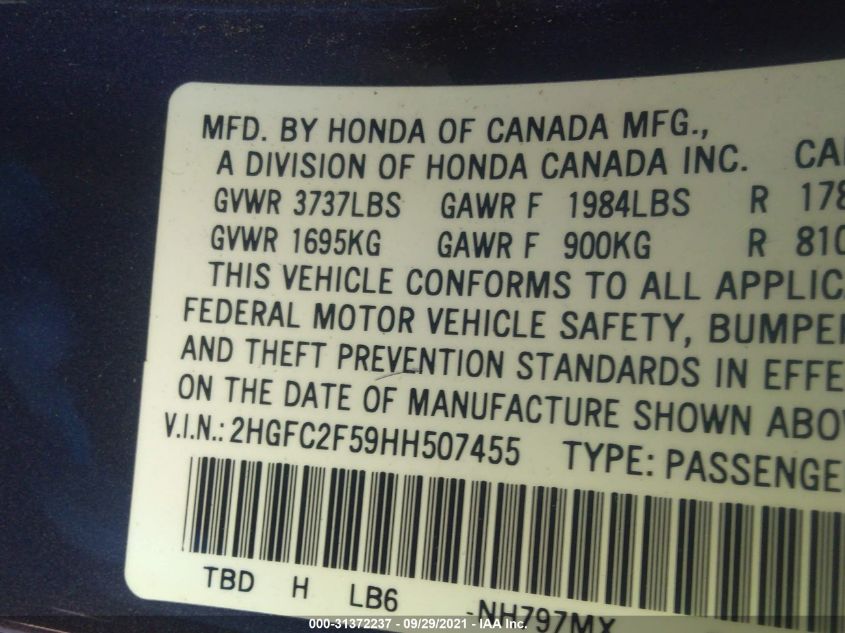 MFD. BY HONDA OF CANADA MFG.,
A DIVISION OF HONDA CANADA INC.
GVWR 3737LBS GAWR F 1984LBS R
GVWR 1695KG GAWR F 900KG R 810
THIS VEHICLE CONFORMS TO ALL
FEDERAL MOTOR VEHICLE SAFETY, BUMPER
AND THEFT PREVENTION STANDARDS IN
ON THE DATE OF MANUFACTURE SHOWN
V.I.N.: 2HGFC2F59HH507455 TYPE:
TBD H LB6 -NH797MX
000-31372237 - 09/29/2021 - IAA Inc.